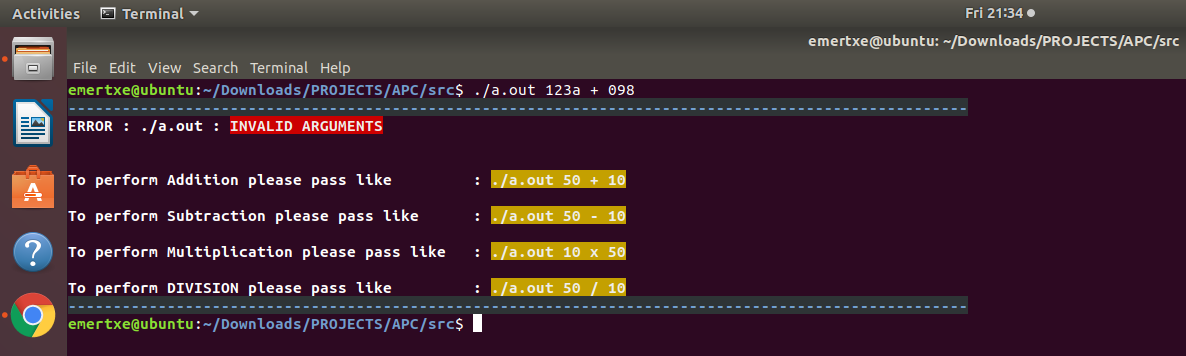 Activities Terminal Fri 21:34
emertxe@ubuntu: ~/Downloads/PROJECTS/APC/src
File Edit View Search Terminal Help
emertxe@ubuntu:~/Downloads/PROJECTS/APC/src$ ./a.out 123a + 098
----------------------------------------------------------------------------------------------------
ERROR : ./a.out : INVALID ARGUMENTS
To perform Addition please pass like : ./a.out 50 + 10
To perform Subtraction please pass like : ./a.out 50 - 10
To perform Multiplication please pass like : ./a.out 10 x 50
To perform DIVISION please pass like : ./a.out 50 / 10
----------------------------------------------------------------------------------------------------
emertxe@ubuntu:~/Downloads/PROJECTS/APC/src$